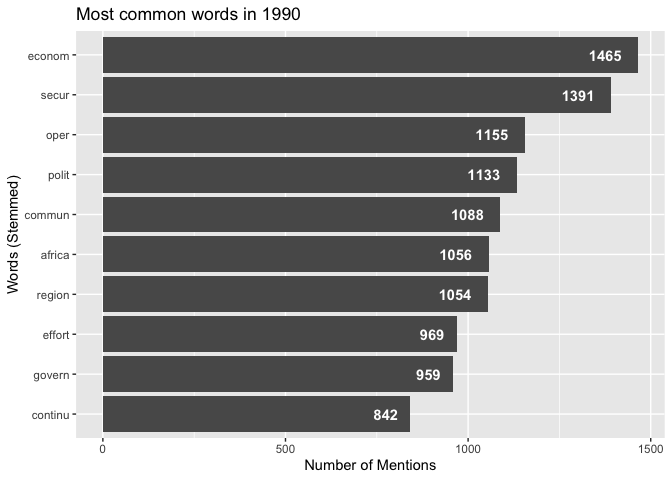 Most common words in 1990
Words (Stemmed)
econom 1465
secur 1391
oper 1155
polit 1133
commun 1088
africa 1056
region 1054
effort 969
govern 959
continu 842
0 500 1000 1500
Number of Mentions